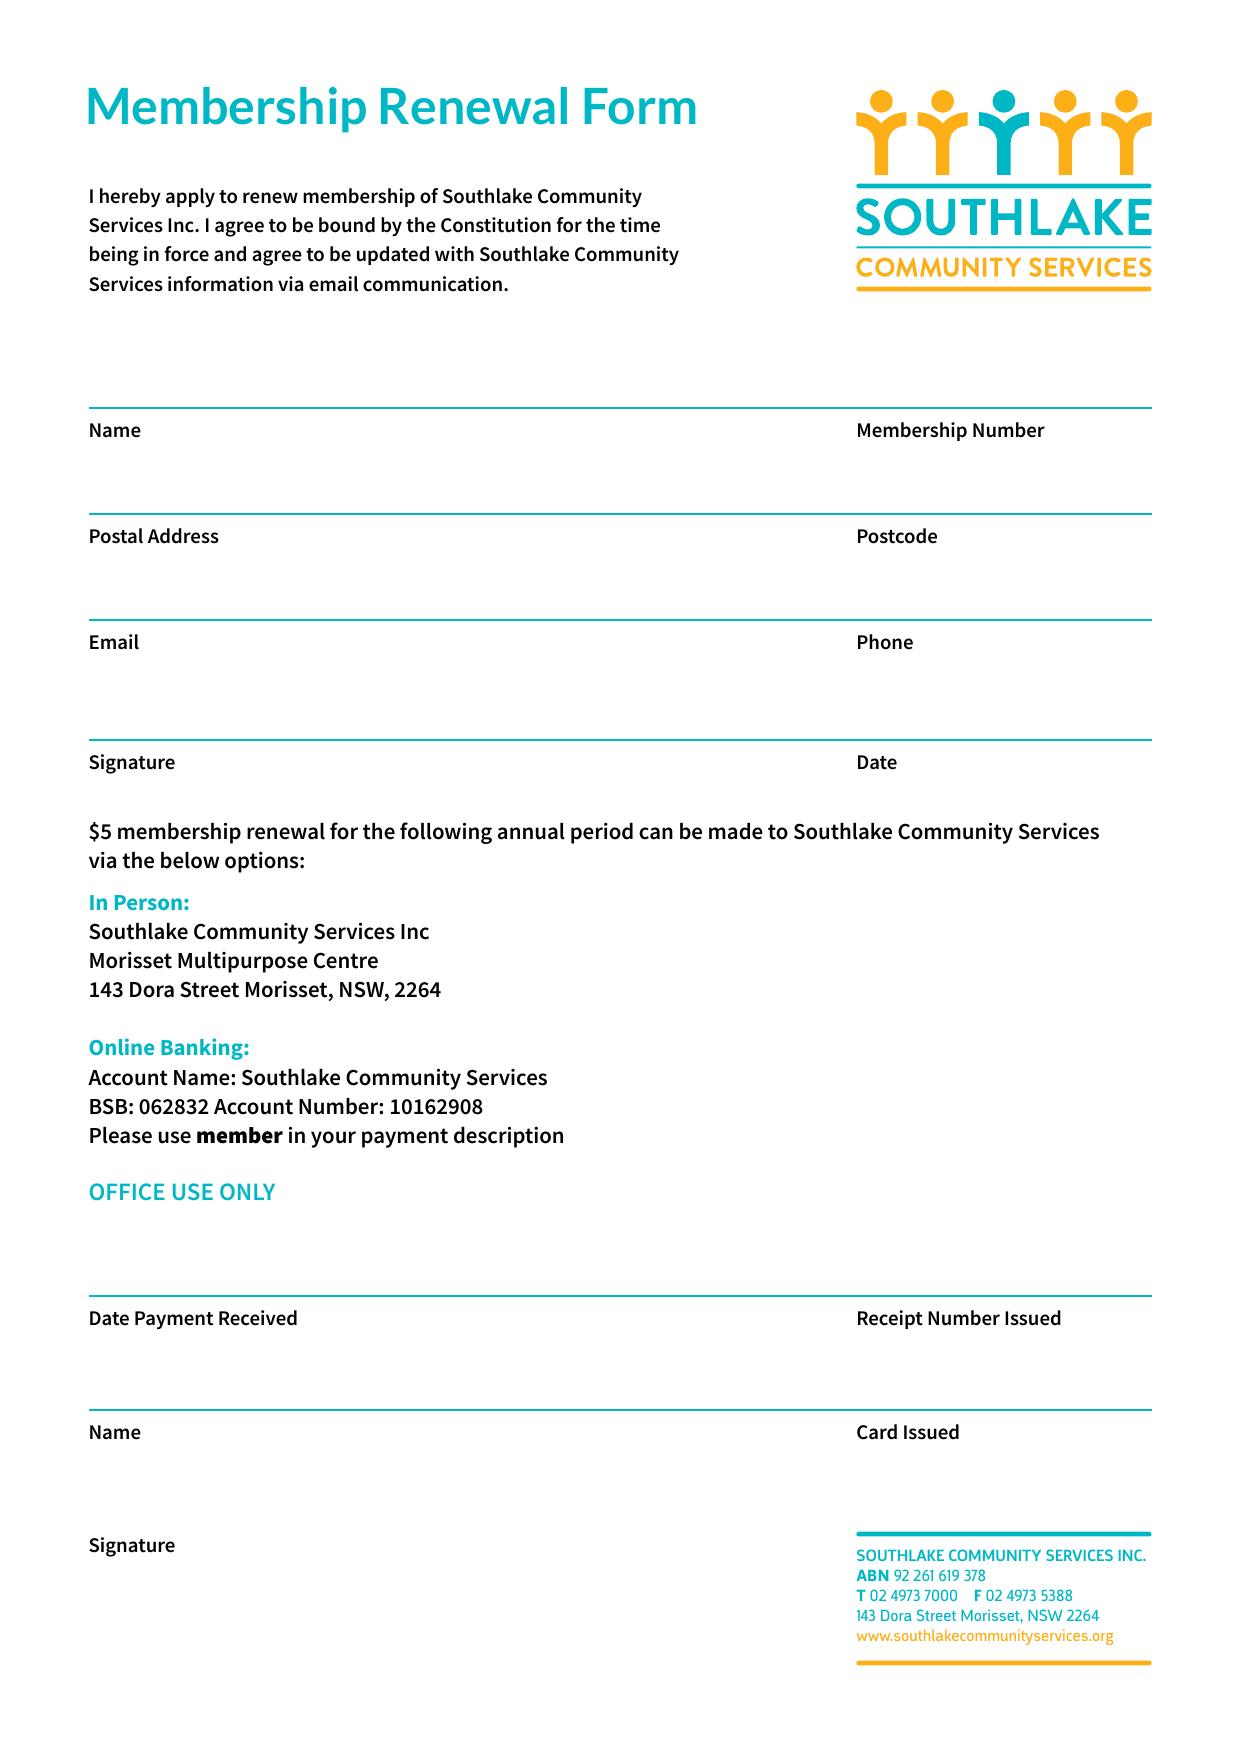 Membership Renewal Form
I hereby apply to renew membership of Southlake Community
Services Inc. I agree to be bound by the Constitution for the time
being in force and agree to be updated with Southlake Community
Services information via email communication.
SOUTHLAKE
COMMUNITY SERVICES
Name Membership Number
Postal Address Postcode
Email Phone
Signature Date
$5 membership renewal for the following annual period can be made to Southlake Community Services
via the below options:
In Person:
Southlake Community Services Inc
Morisset Multipurpose Centre
143 Dora Street Morisset, NSW, 2264
Online Banking:
Account Name: Southlake Community Services
BSB: 062832 Account Number: 10162908
Please use member in your payment description
OFFICE USE ONLY
Date Payment Received Receipt Number Issued
Name Card Issued
Signature
SOUTHLAKE COMMUNITY SERVICES INC.
ABN 92 261 619 378
T 02 4973 7000 F 02 4973 5388
143 Dora Street Morisset, NSW 2264
www.southlakecommunityservices.org